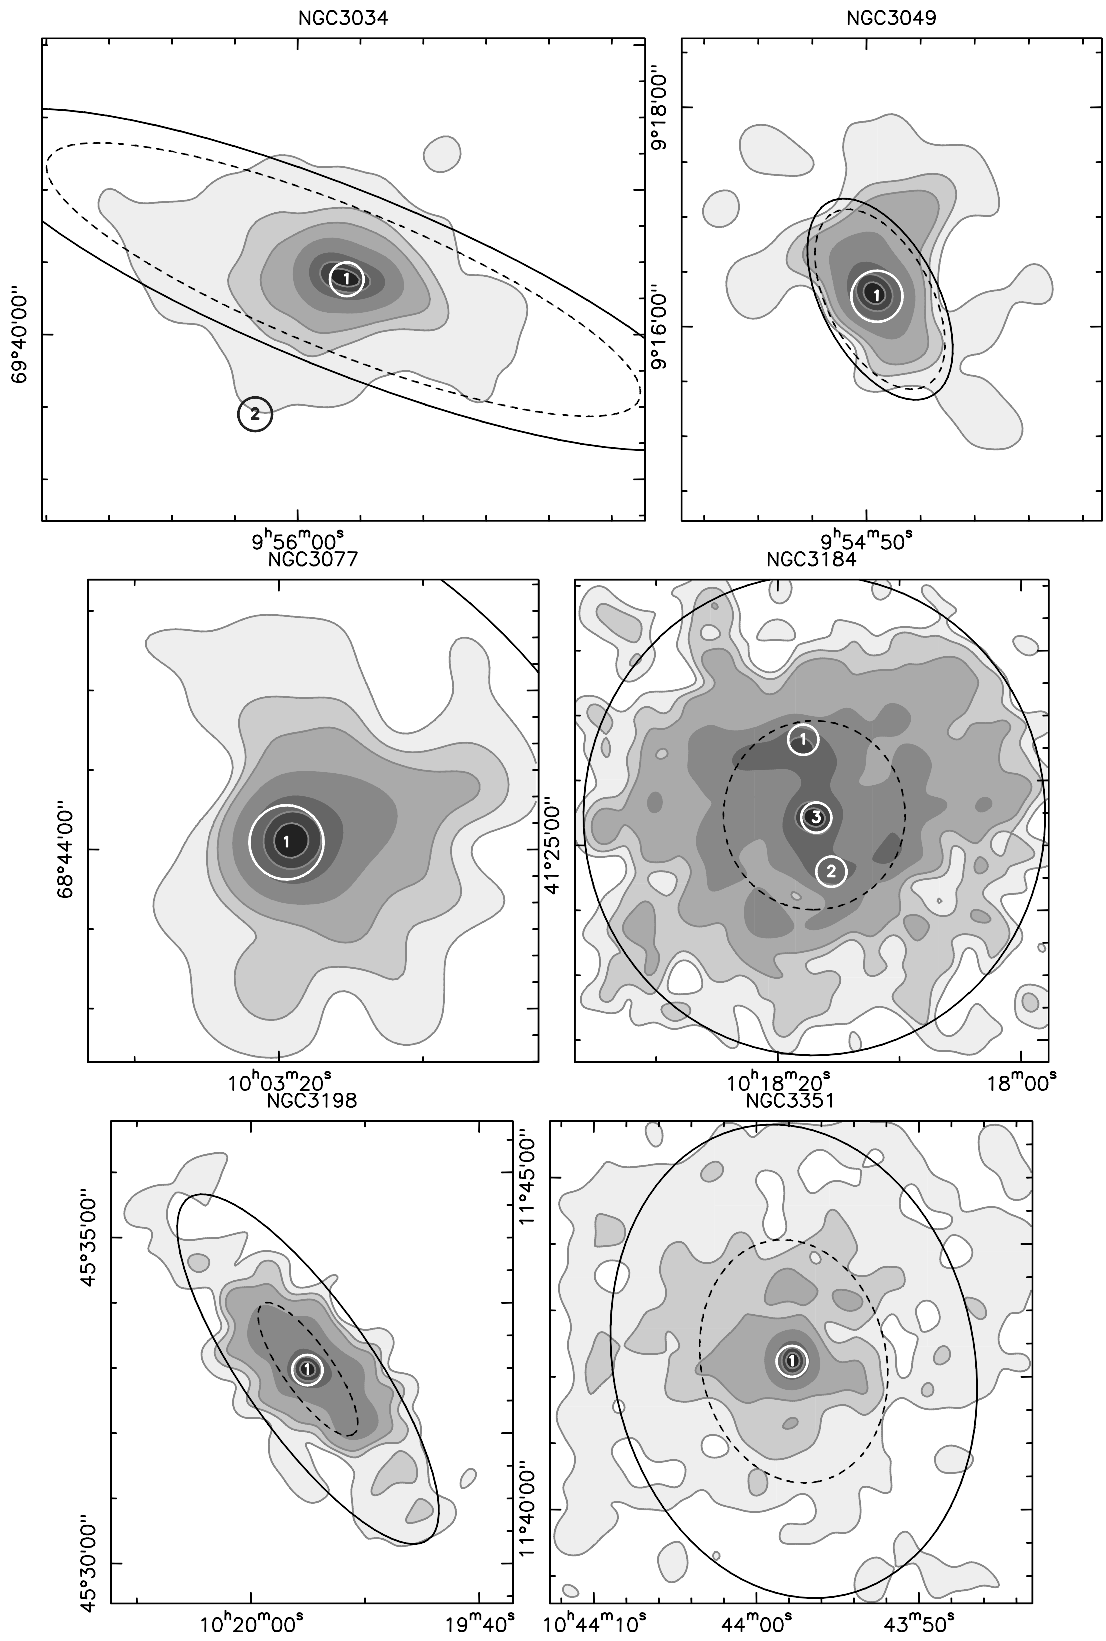 NGC3034
NGC3049
69°40'00''
1
2
9ʰ56ᵐ00ˢ
9°18'00''
9°16'00''
1
9ʰ54ᵐ50ˢ
NGC3077
NGC3184
68°44'00''
1
10ʰ03ᵐ20ˢ
41°25'00''
1
3
2
10ʰ18ᵐ20ˢ
18ᵐ00ˢ
NGC3198
NGC3351
45°35'00''
45°30'00''
1
10ʰ20ᵐ00ˢ
19ᵐ40ˢ
11°45'00''
11°40'00''
1
10ʰ44ᵐ10ˢ
44ᵐ00ˢ
43ᵐ50ˢ